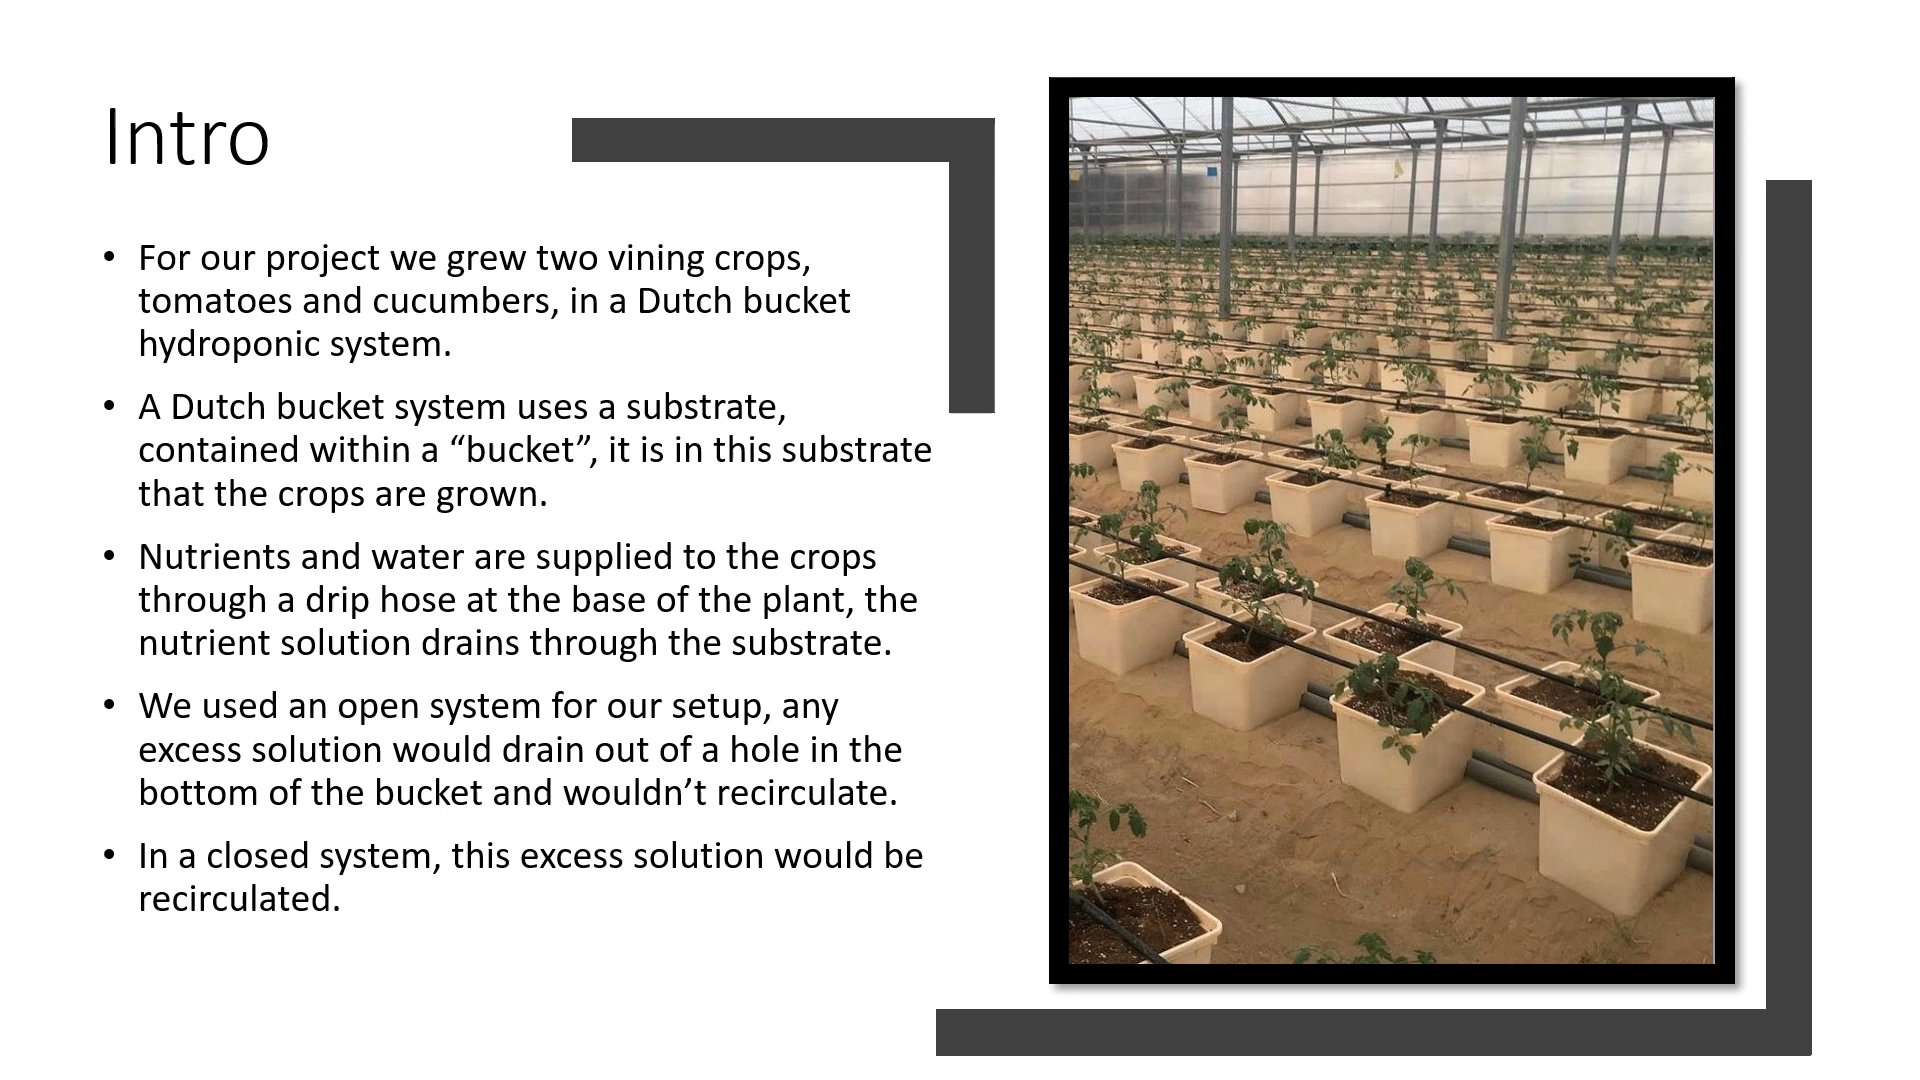 Intro
• For our project we grew two vining crops,
tomatoes and cucumbers, in a Dutch bucket
hydroponic system.
• A Dutch bucket system uses a substrate,
contained within a “bucket”, it is in this substrate
that the crops are grown.
• Nutrients and water are supplied to the crops
through a drip hose at the base of the plant, the
nutrient solution drains through the substrate.
• We used an open system for our setup, any
excess solution would drain out of a hole in the
bottom of the bucket and wouldn’t recirculate.
• In a closed system, this excess solution would be
recirculated.